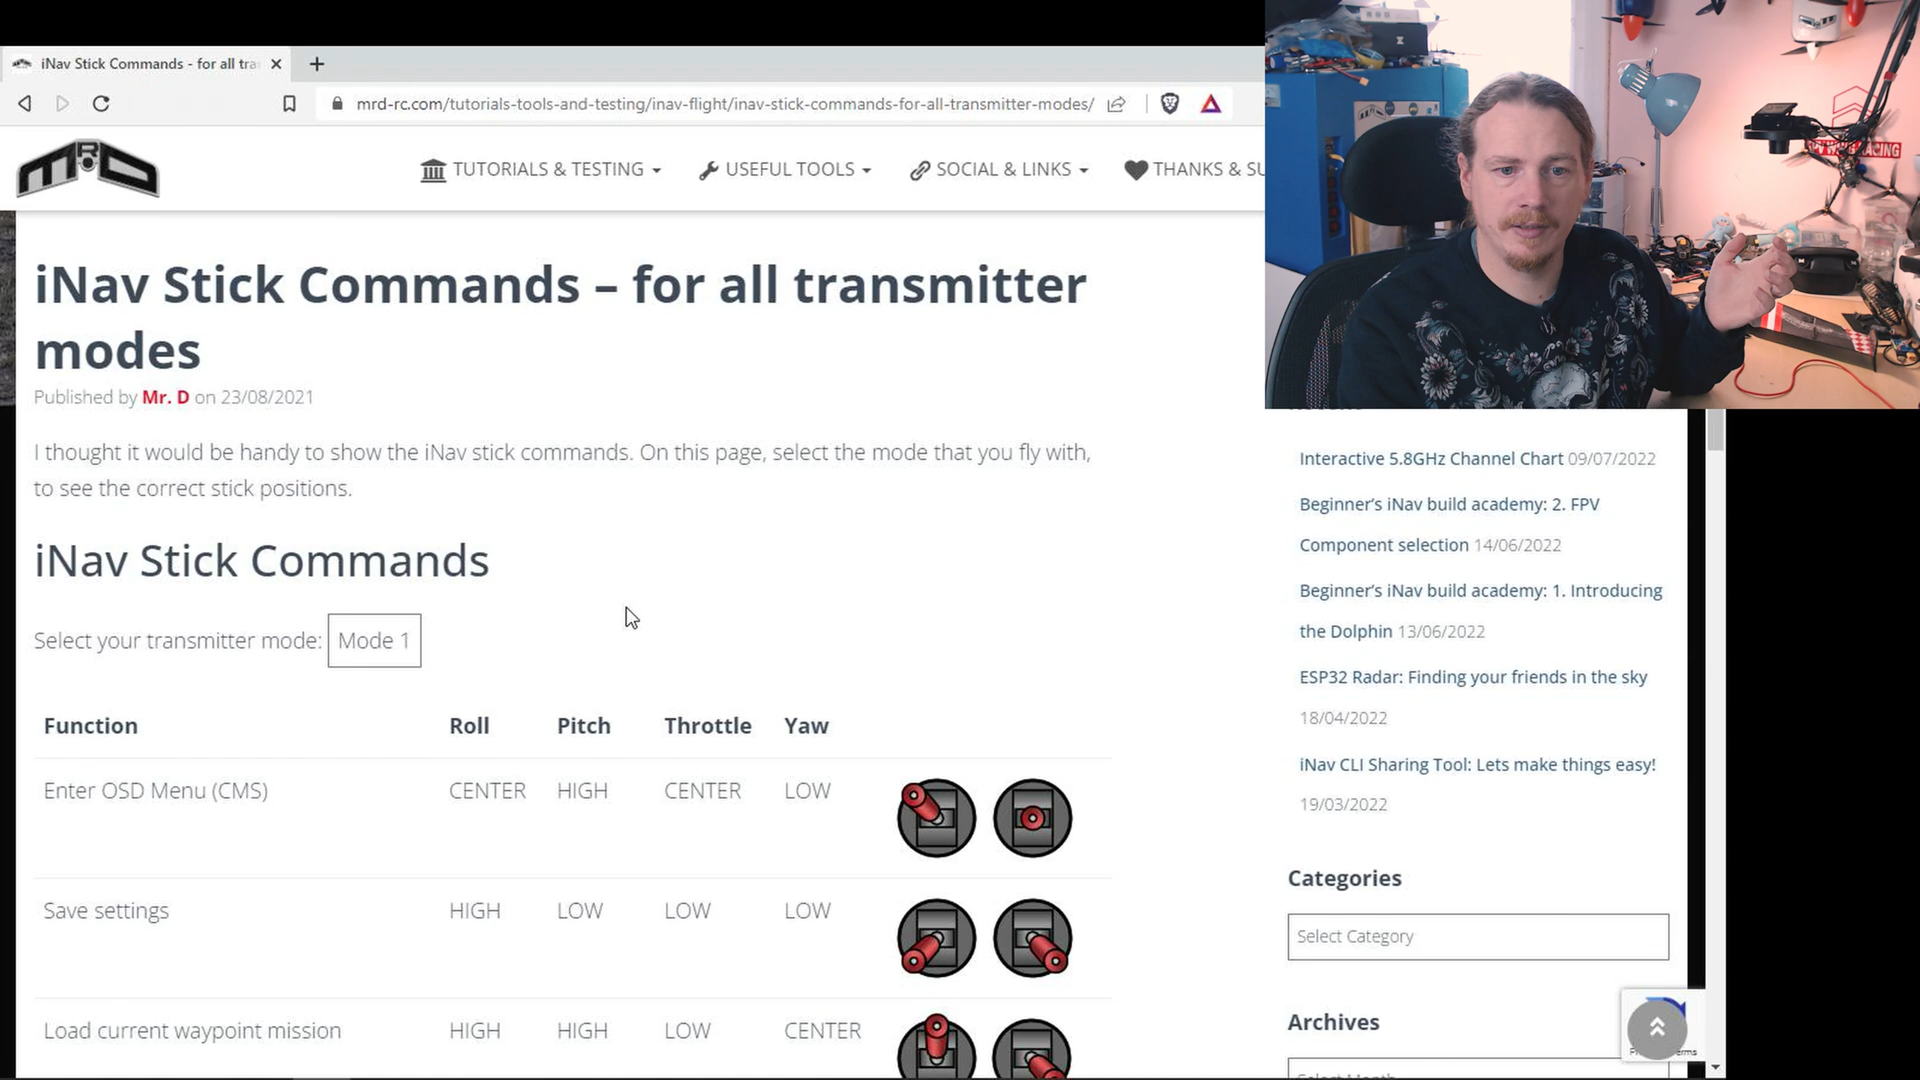 iNav Stick Commands - for all tra
mrd-rc.com/tutorials-tools-and-testing/inav-flight/inav-stick-commands-for-all-transmitter-modes/
MRD
TUTORIALS & TESTING
USEFUL TOOLS
SOCIAL & LINKS
THANKS & SU
iNav Stick Commands – for all transmitter
modes
Published by Mr. D on 23/08/2021
I thought it would be handy to show the iNav stick commands. On this page, select the mode that you fly with,
to see the correct stick positions.
iNav Stick Commands
Select your transmitter mode: Mode 1
Function Roll Pitch Throttle Yaw
Enter OSD Menu (CMS) CENTER HIGH CENTER LOW
Save settings HIGH LOW LOW LOW
Load current waypoint mission HIGH HIGH LOW CENTER
Interactive 5.8GHz Channel Chart 09/07/2022
Beginner's iNav build academy: 2. FPV
Component selection 14/06/2022
Beginner's iNav build academy: 1. Introducing
the Dolphin 13/06/2022
ESP32 Radar: Finding your friends in the sky
18/04/2022
iNav CLI Sharing Tool: Lets make things easy!
19/03/2022
Categories
Select Category
Archives
Select Month
RACING